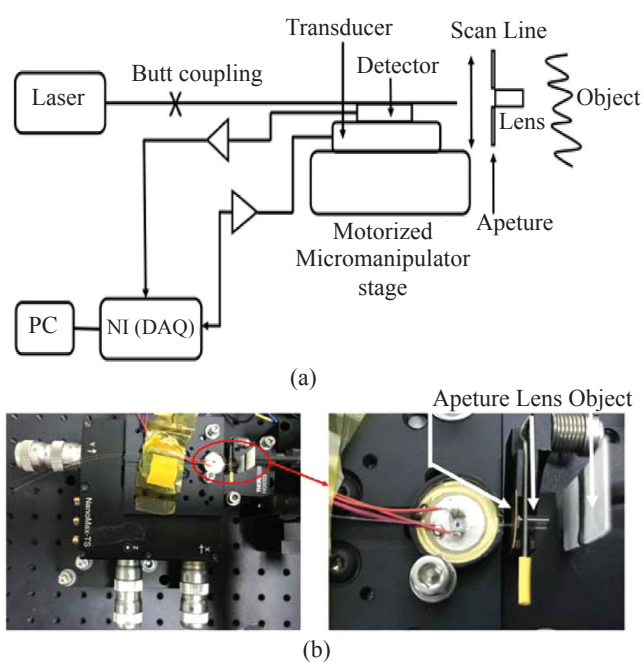 Transducer
Scan Line
Butt coupling
Detector
Laser
Object
Lens
Apeture
Motorized
Micromanipulator
stage
PC
NI (DAQ)
(a)
Apeture Lens Object
NanoMax-TS
Y
Z
X
(b)